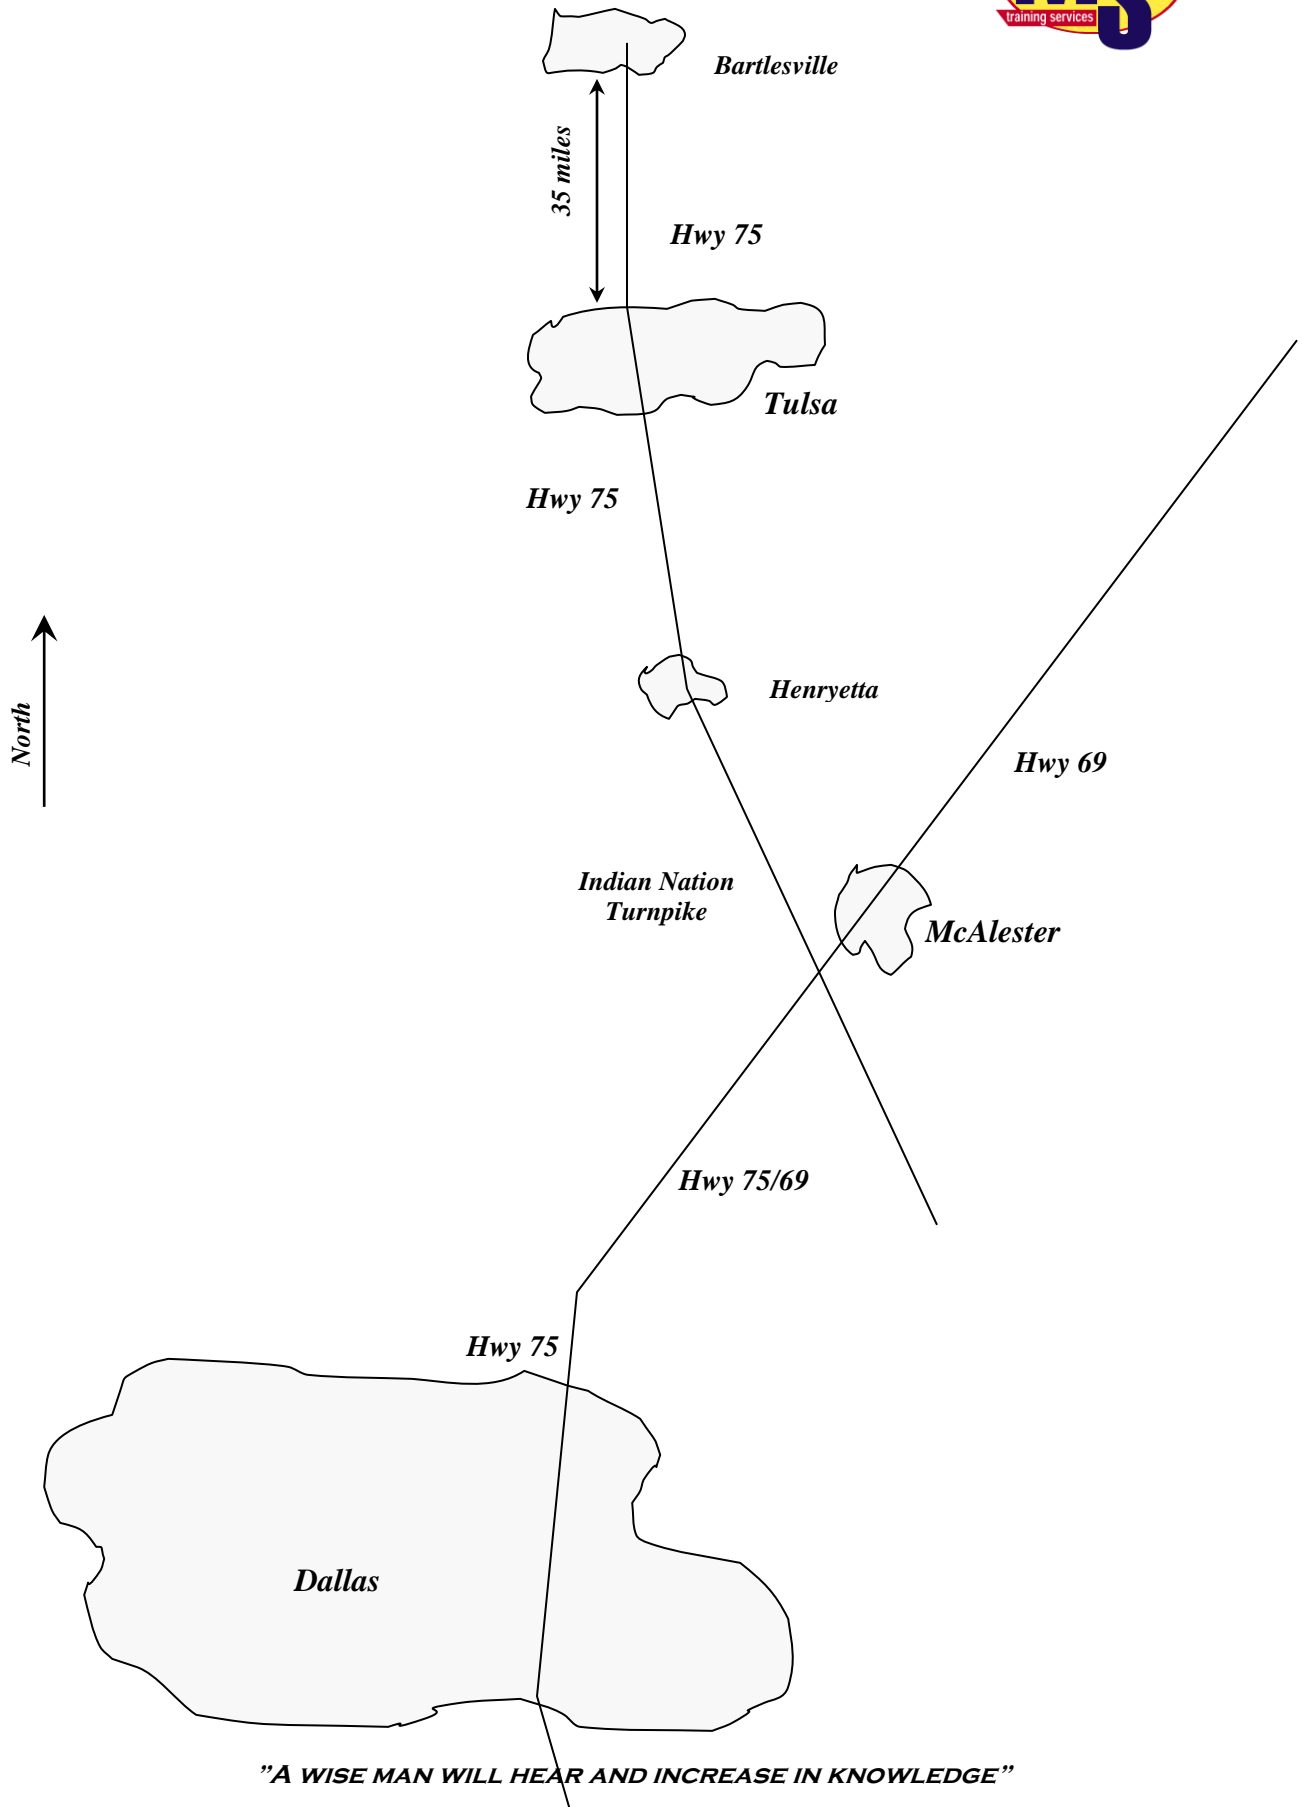 training services
Bartlesville
35 miles
Hwy 75
Tulsa
Hwy 75
Henryetta
North
Hwy 69
Indian Nation
Turnpike
McAlester
Hwy 75/69
Hwy 75
Dallas
”A WISE MAN WILL HEAR AND INCREASE IN KNOWLEDGE”